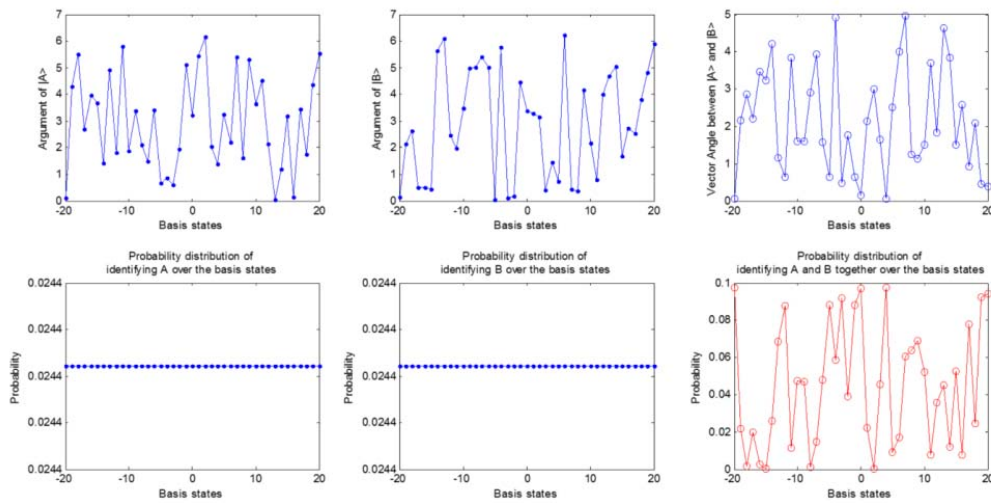 7
6
5
4
3
2
1
0
-20 -10 0 10 20
Argument of |A>
Basis states
7
6
5
4
3
2
1
0
-20 -10 0 10 20
Argument of |B>
Basis states
5
4
3
2
1
0
-20 -10 0 10 20
Vector Angle between |A> and |B>
Basis states
Probability distribution of
identifying A over the basis states
0.0244
0.0244
0.0244
0.0244
0.0244
-20 -10 0 10 20
Probability
Basis states
Probability distribution of
identifying B over the basis states
0.0244
0.0244
0.0244
0.0244
0.0244
-20 -10 0 10 20
Probability
Basis states
Probability distribution of
identifying A and B together over the basis states
0.1
0.08
0.06
0.04
0.02
0
-20 -10 0 10 20
Probability
Basis states